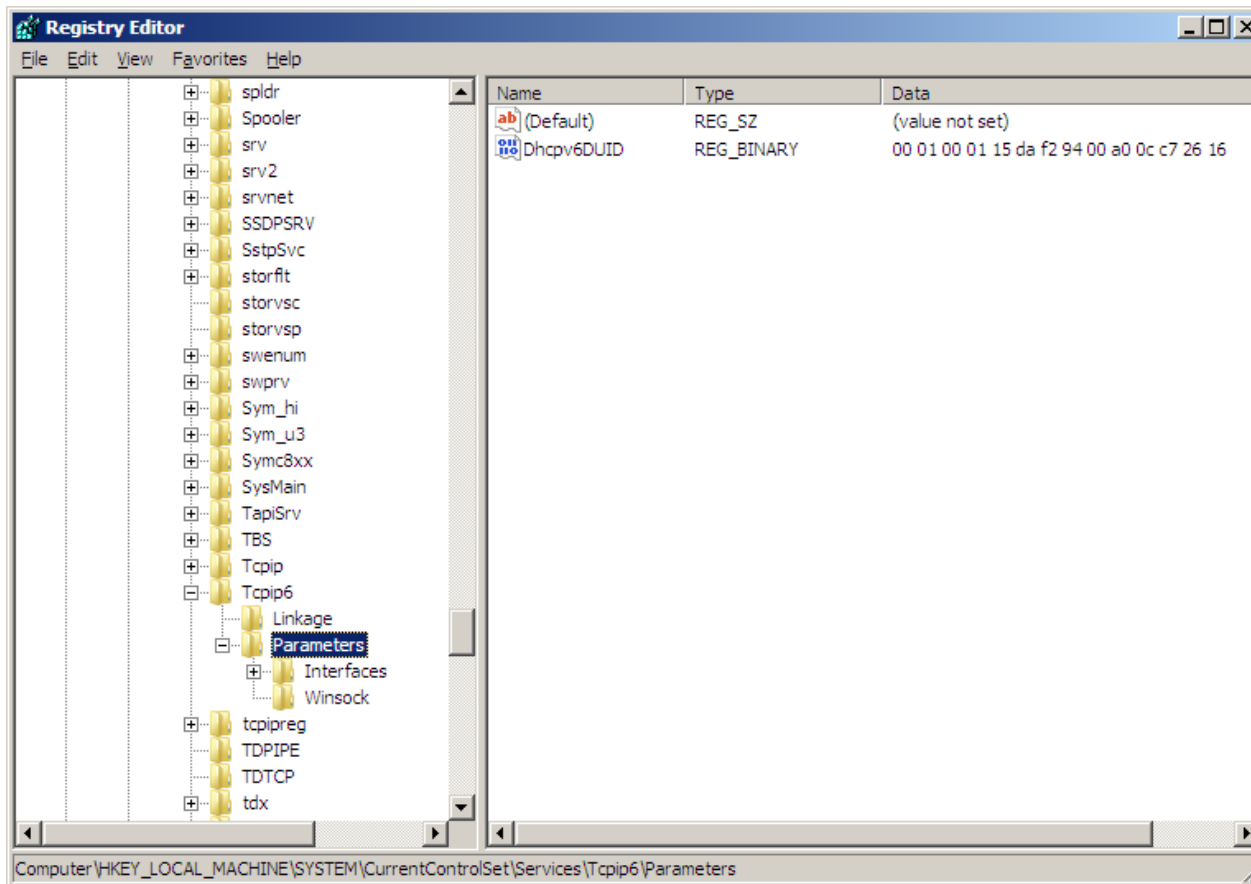 Registry Editor
File Edit View Favorites Help
spldr
Spooler
srv
srv2
srvnet
SSDPSRV
SstpSvc
storflt
storvsc
storvsp
swenum
swprv
Sym_hi
Sym_u3
Symc8xx
SysMain
TapiSrv
TBS
Tcpip
Tcpip6
Linkage
Parameters
Interfaces
Winsock
tcpipreg
TDPIPE
TDTCP
tdx
Name Type Data
ab (Default) REG_SZ (value not set)
Dhcpv6DUID REG_BINARY 00 01 00 01 15 da f2 94 00 a0 0c c7 26 16
Computer\HKEY_LOCAL_MACHINE\SYSTEM\CurrentControlSet\Services\Tcpip6\Parameters